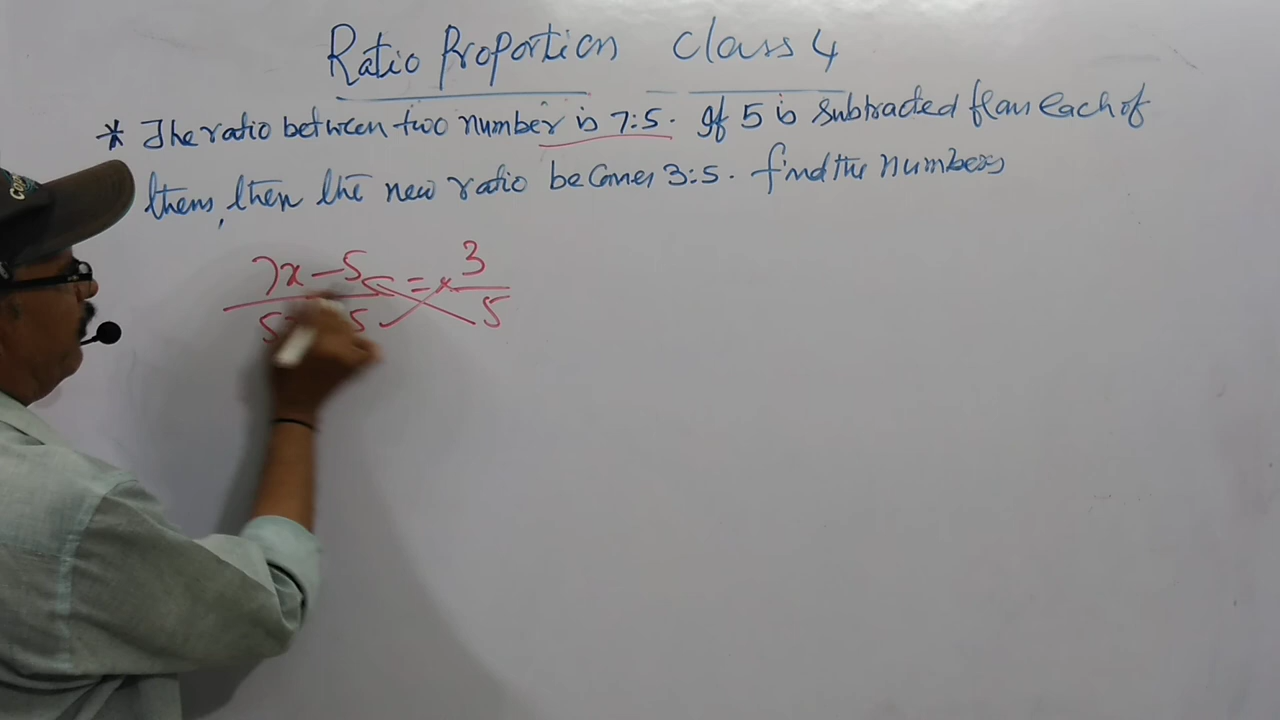 Ratio Proportion Class 4
* The ratio between two number is 7:5. If 5 is subtracted from each of
them, then the new ratio becomes 3:5. find the numbers
7x - 5 = 3
5 5